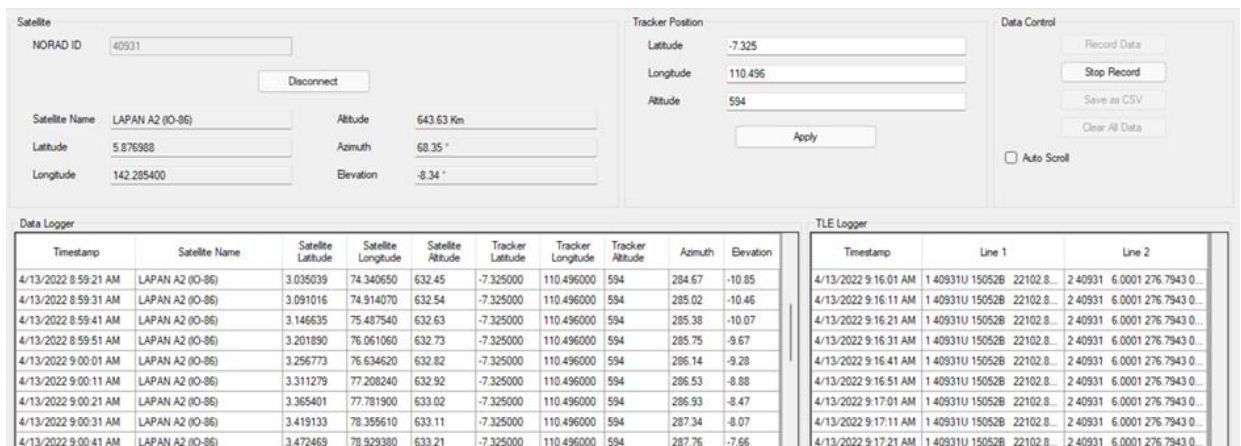 Satellite
NORAD ID 40931
Disconnect
Satellite Name LAPAN A2 (IO-86) Altitude 643.63 Km
Latitude 5.876988 Azimuth 68.35 °
Longitude 142.285400 Elevation -8.34 °
Tracker Position
Latitude -7.325
Longitude 110.496
Altitude 594
Apply
Data Control
Record Data
Stop Record
Save as CSV
Clear All Data
Auto Scroll
Data Logger
Timestamp Satellite Name Satellite Latitude Satellite Longitude Satellite Altitude Tracker Latitude Tracker Longitude Tracker Altitude Azimuth Elevation
4/13/2022 8:59:21 AM LAPAN A2 (IO-86) 3.035039 74.340650 632.45 -7.325000 110.496000 594 284.67 -10.85
4/13/2022 8:59:31 AM LAPAN A2 (IO-86) 3.091016 74.914070 632.54 -7.325000 110.496000 594 285.02 -10.46
4/13/2022 8:59:41 AM LAPAN A2 (IO-86) 3.146635 75.487540 632.63 -7.325000 110.496000 594 285.38 -10.07
4/13/2022 8:59:51 AM LAPAN A2 (IO-86) 3.201890 76.061060 632.73 -7.325000 110.496000 594 285.75 -9.67
4/13/2022 9:00:01 AM LAPAN A2 (IO-86) 3.256773 76.634620 632.82 -7.325000 110.496000 594 286.14 -9.28
4/13/2022 9:00:11 AM LAPAN A2 (IO-86) 3.311279 77.208240 632.92 -7.325000 110.496000 594 286.53 -8.88
4/13/2022 9:00:21 AM LAPAN A2 (IO-86) 3.365401 77.781900 633.02 -7.325000 110.496000 594 286.93 -8.47
4/13/2022 9:00:31 AM LAPAN A2 (IO-86) 3.419133 78.355610 633.11 -7.325000 110.496000 594 287.34 -8.07
4/13/2022 9:00:41 AM LAPAN A2 (IO-86) 3.472469 78.929380 633.21 -7.325000 110.496000 594 287.76 -7.66
TLE Logger
Timestamp Line 1 Line 2
4/13/2022 9:16:01 AM 1 40931U 15052B 22102.8... 2 40931 6.0001 276.7943 0...
4/13/2022 9:16:11 AM 1 40931U 15052B 22102.8... 2 40931 6.0001 276.7943 0...
4/13/2022 9:16:21 AM 1 40931U 15052B 22102.8... 2 40931 6.0001 276.7943 0...
4/13/2022 9:16:31 AM 1 40931U 15052B 22102.8... 2 40931 6.0001 276.7943 0...
4/13/2022 9:16:41 AM 1 40931U 15052B 22102.8... 2 40931 6.0001 276.7943 0...
4/13/2022 9:16:51 AM 1 40931U 15052B 22102.8... 2 40931 6.0001 276.7943 0...
4/13/2022 9:17:01 AM 1 40931U 15052B 22102.8... 2 40931 6.0001 276.7943 0...
4/13/2022 9:17:11 AM 1 40931U 15052B 22102.8... 2 40931 6.0001 276.7943 0...
4/13/2022 9:17:21 AM 1 40931U 15052B 22102.8... 2 40931 6.0001 276.7943 0...